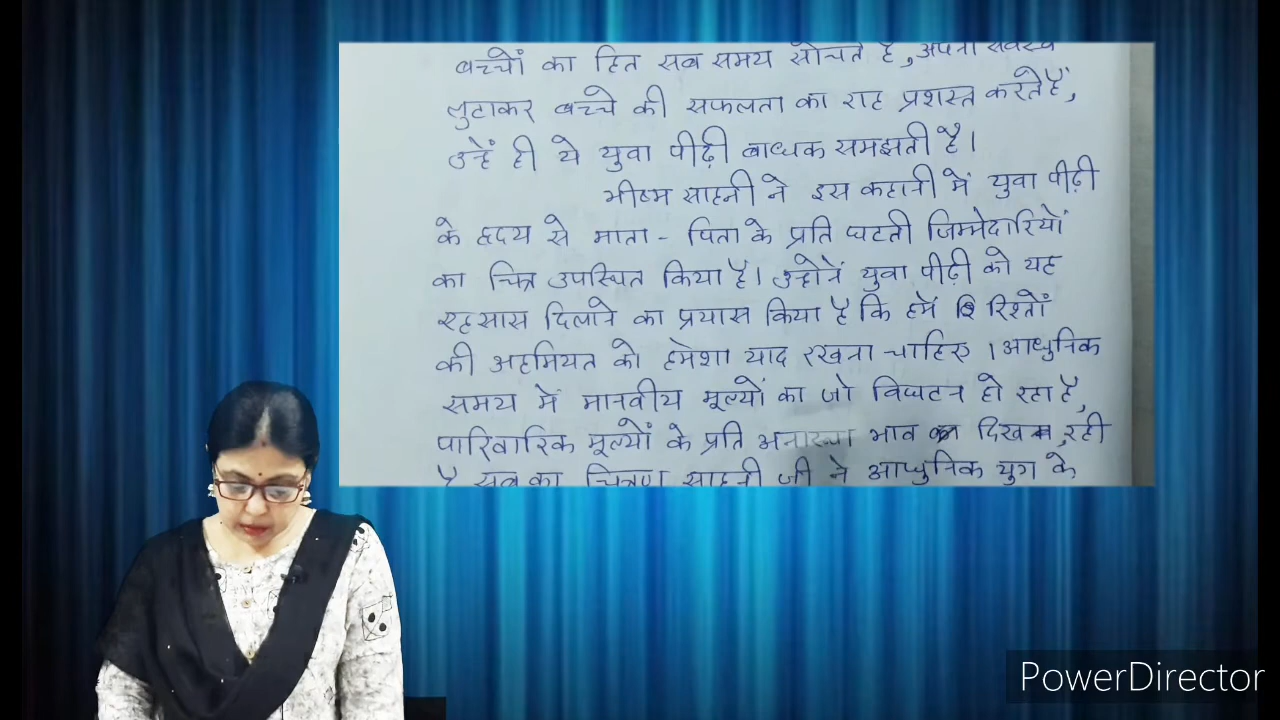 बच्चों का हित सब समय सोचते है, अपना सर्वस्व
लुटाकर बच्चे की सफलता का राह प्रशस्त करते हैं,
उन्हें ही ये युवा पीढ़ी बाधक समझती है।
भीष्म साहनी ने इस कहानी में युवा पीढ़ी
के हृदय से माता - पिता के प्रति घटती जिम्मेदारियों
का चित्र उपस्थित किया है। उन्होनें युवा पीढ़ी को यह
एहसास दिलाने का प्रयास किया है कि हमें रिश्तों
की अहमियत को हमेशा याद रखना चाहिए । आधुनिक
समय में मानवीय मूल्यों का जो विघटन हो रहा है,
पारिवारिक मूल्यों के प्रति अनास्था भाव दिख रही
है सब का चित्रण साहनी जी ने आधुनिक युग के
PowerDirector